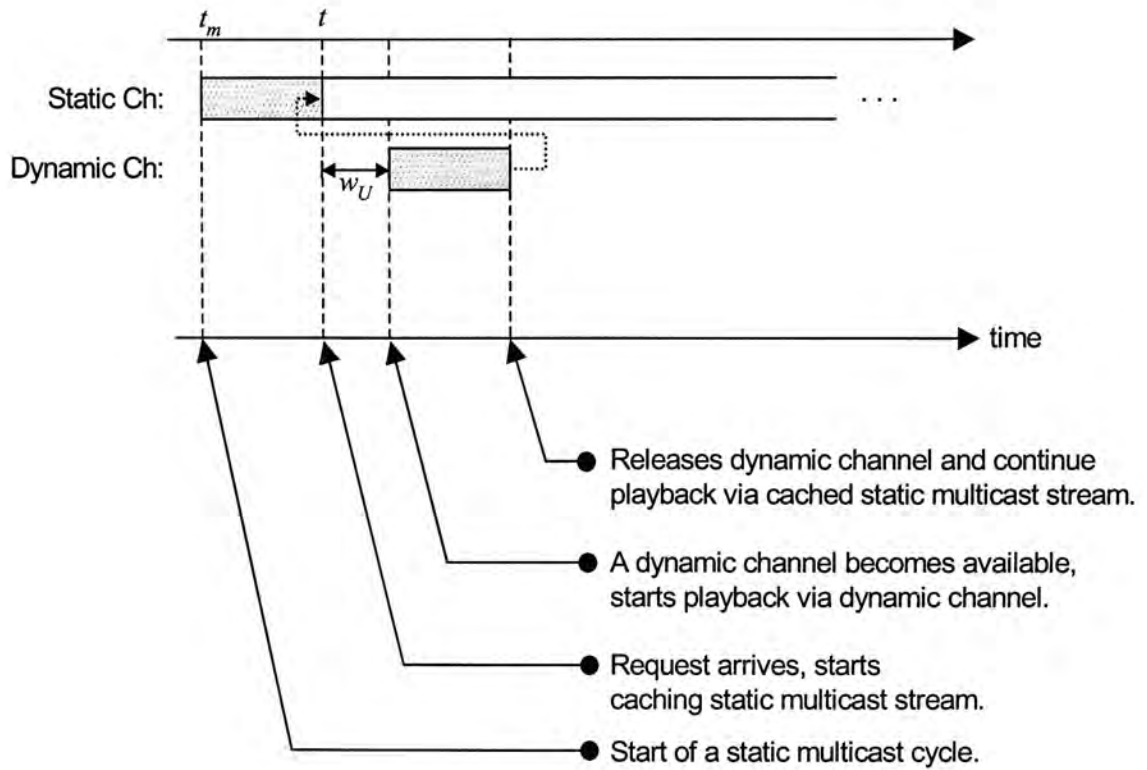 t_m t
Static Ch:
. . .
Dynamic Ch:
w_U
time
Releases dynamic channel and continue
playback via cached static multicast stream.
A dynamic channel becomes available,
starts playback via dynamic channel.
Request arrives, starts
caching static multicast stream.
Start of a static multicast cycle.